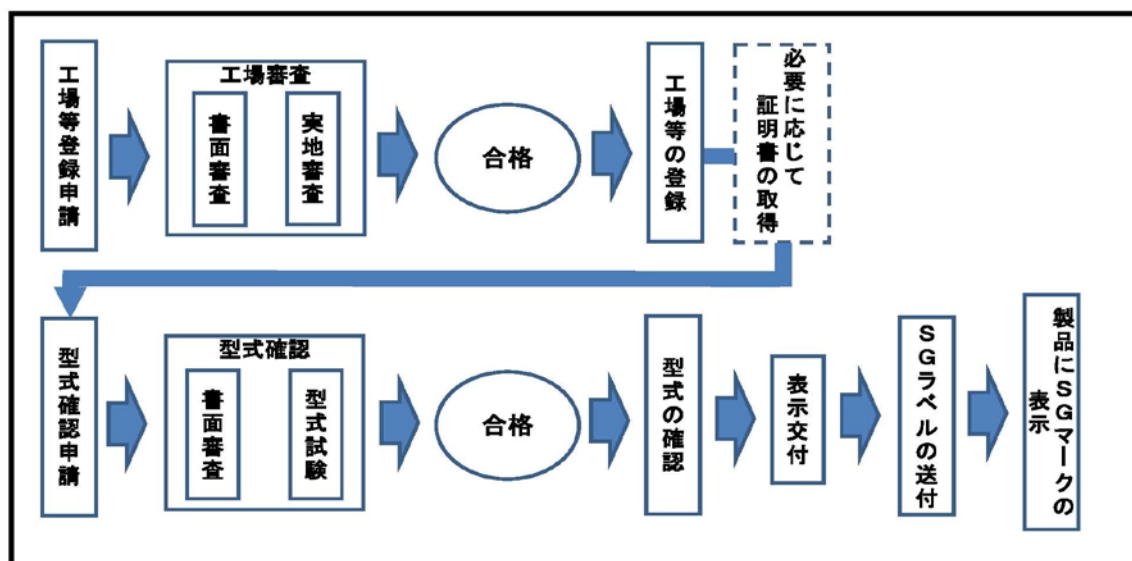 工場等登録申請
工場審査
書面審査
実地審査
合格
工場等の登録
必要に応じて
証明書の取得
型式確認申請
型式確認
書面審査
型式試験
合格
型式の確認
表示交付
SGラベルの送付
製品にSGマークの
表示